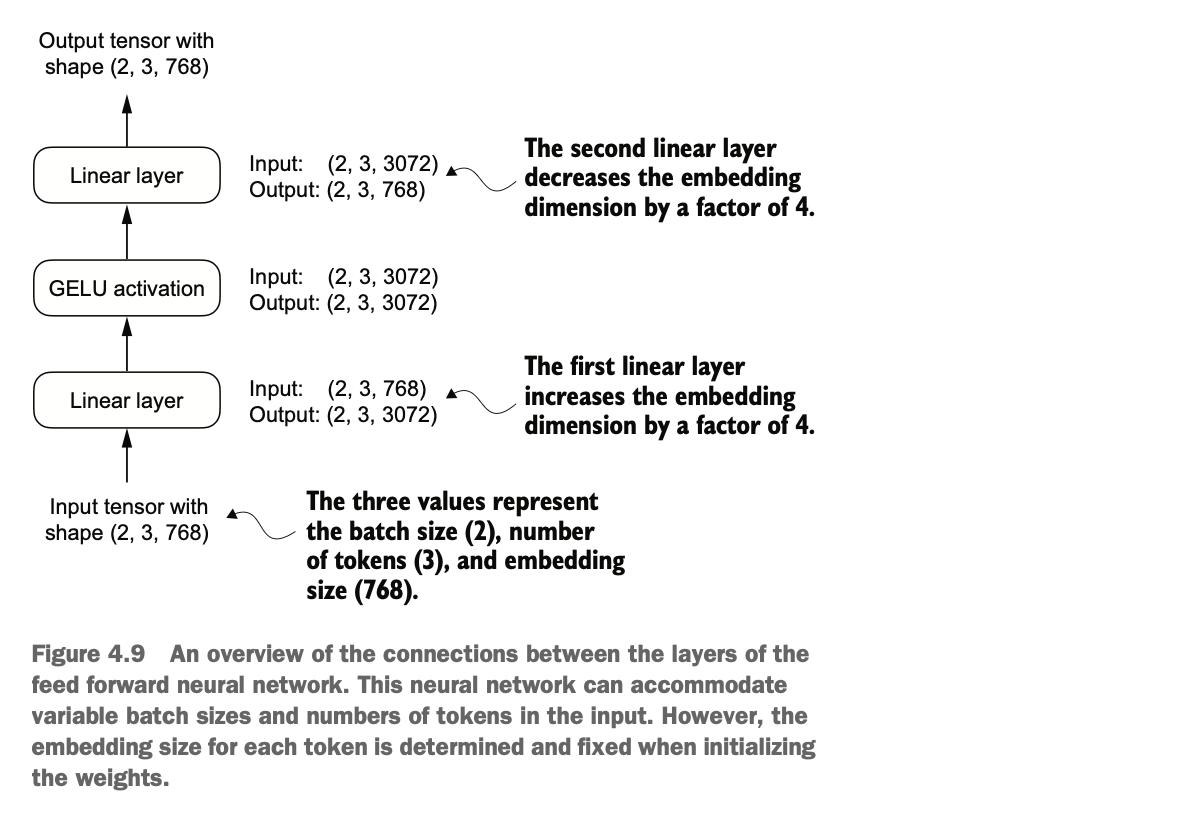 Output tensor with
shape (2, 3, 768)
Linear layer
Input: (2, 3, 3072)
Output: (2, 3, 768)
The second linear layer
decreases the embedding
dimension by a factor of 4.
GELU activation
Input: (2, 3, 3072)
Output: (2, 3, 3072)
Linear layer
Input: (2, 3, 768)
Output: (2, 3, 3072)
The first linear layer
increases the embedding
dimension by a factor of 4.
Input tensor with
shape (2, 3, 768)
The three values represent
the batch size (2), number
of tokens (3), and embedding
size (768).
Figure 4.9 An overview of the connections between the layers of the
feed forward neural network. This neural network can accommodate
variable batch sizes and numbers of tokens in the input. However, the
embedding size for each token is determined and fixed when initializing
the weights.